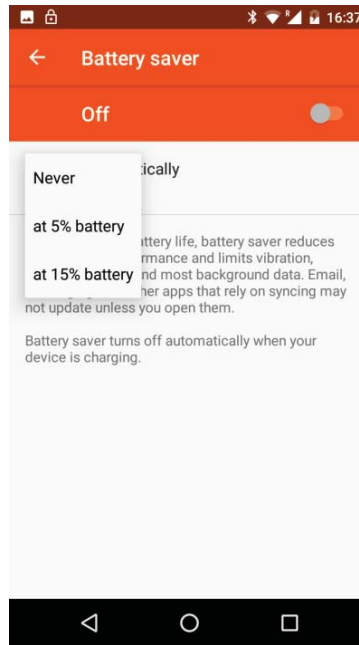 R 16:37
Battery saver
Off
tically
Never
at 5% battery
at 15% battery
ttery life, battery saver reduces
rmance and limits vibration,
nd most background data. Email,
her apps that rely on syncing may
not update unless you open them.
Battery saver turns off automatically when your
device is charging.